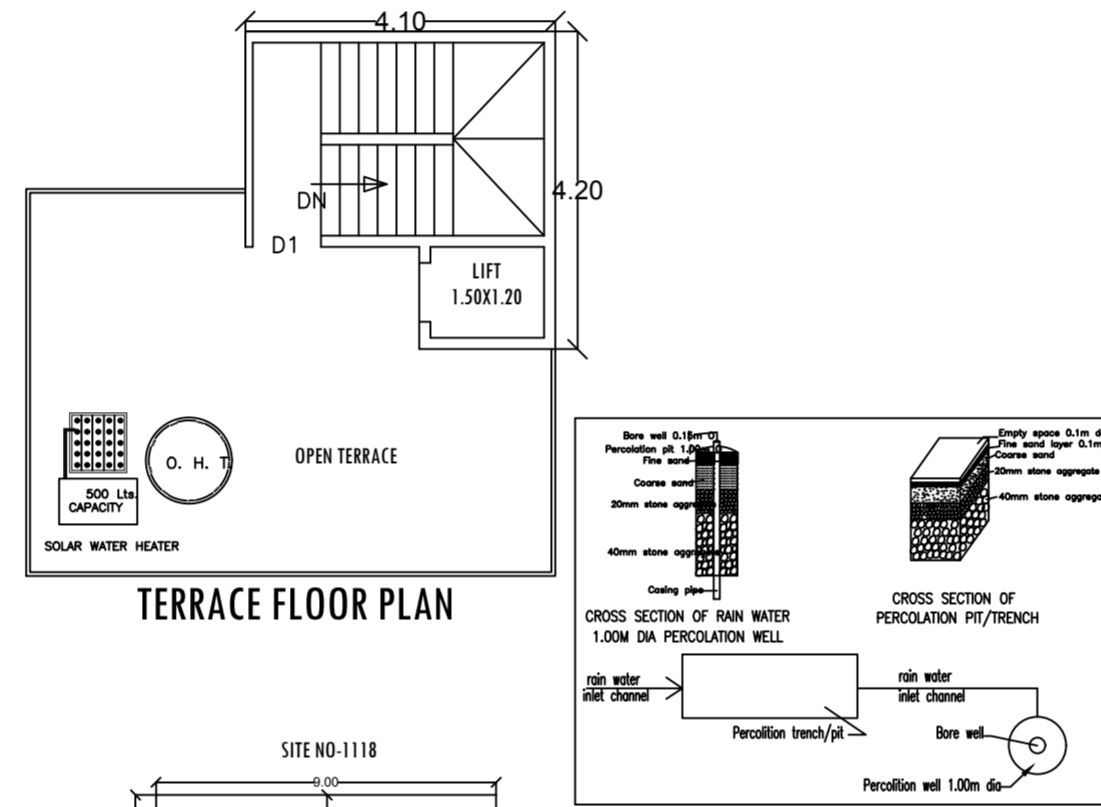 4.10
4.20
DN
D1
LIFT
1.50X1.20
O. H. T
OPEN TERRACE
500 Lts.
CAPACITY
SOLAR WATER HEATER
TERRACE FLOOR PLAN
Bore well 0.15m
Percolation pit 1.00m
Fine sand
Coarse sand
20mm stone
40mm stone
Casing pipe
CROSS SECTION OF RAIN WATER
1.00M DIA PERCOLATION WELL
Empty space 0.1m
Fine sand layer 0.1m
Coarse sand
20mm stone aggregate
40mm stone
CROSS SECTION OF
PERCOLATION PIT/TRENCH
rain water
inlet channel
Percolition trench/pit
rain water
inlet channel
Bore well
Percolition well 1.00m dia
SITE NO-1118
9.00